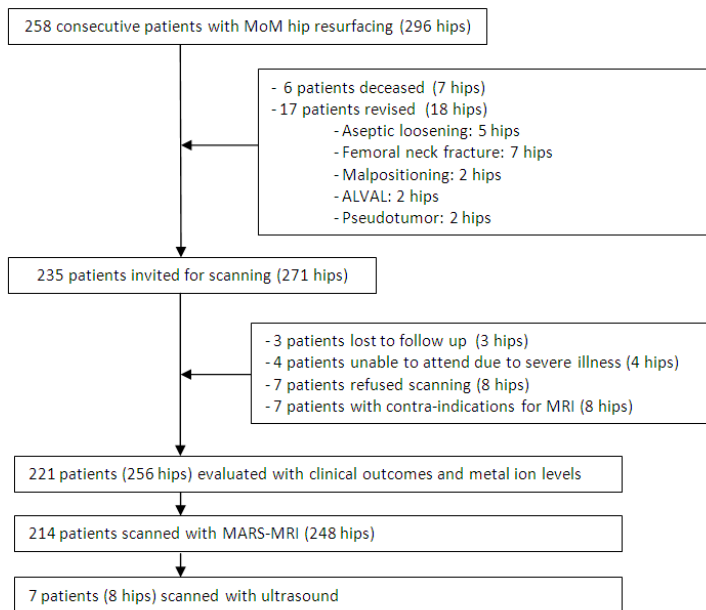 258 consecutive patients with MoM hip resurfacing (296 hips)
- 6 patients deceased (7 hips)
- 17 patients revised (18 hips)
- Aseptic loosening: 5 hips
- Femoral neck fracture: 7 hips
- Malpositioning: 2 hips
- ALVAL: 2 hips
- Pseudotumor: 2 hips
235 patients invited for scanning (271 hips)
- 3 patients lost to follow up (3 hips)
- 4 patients unable to attend due to severe illness (4 hips)
- 7 patients refused scanning (8 hips)
- 7 patients with contra-indications for MRI (8 hips)
221 patients (256 hips) evaluated with clinical outcomes and metal ion levels
214 patients scanned with MARS-MRI (248 hips)
7 patients (8 hips) scanned with ultrasound